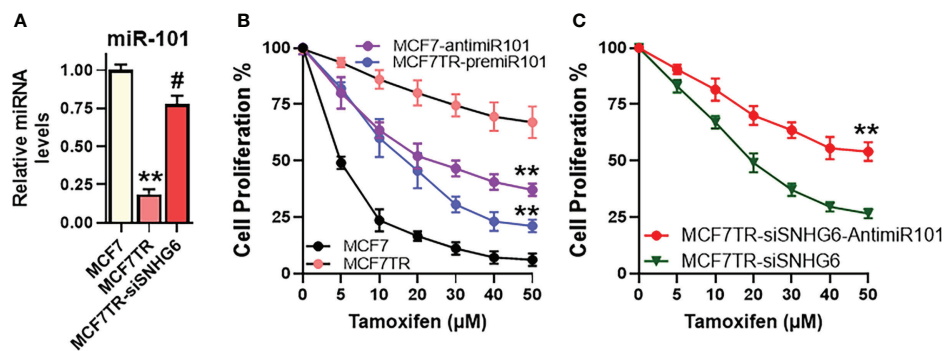 A
miR-101
Relative miRNA
levels
1.00
0.75
0.50
0.25
0.00
**
#
MCF7
MCF7TR
MCF7TR-siSNHG6
B
Cell Proliferation %
100
75
50
25
0
MCF7-antimiR101
MCF7TR-premiR101
**
**
MCF7
MCF7TR
0 5 10 20 30 40 50
Tamoxifen (µM)
C
Cell Proliferation %
100
75
50
25
0
**
MCF7TR-siSNHG6-AntimiR101
MCF7TR-siSNHG6
0 5 10 20 30 40 50
Tamoxifen (µM)